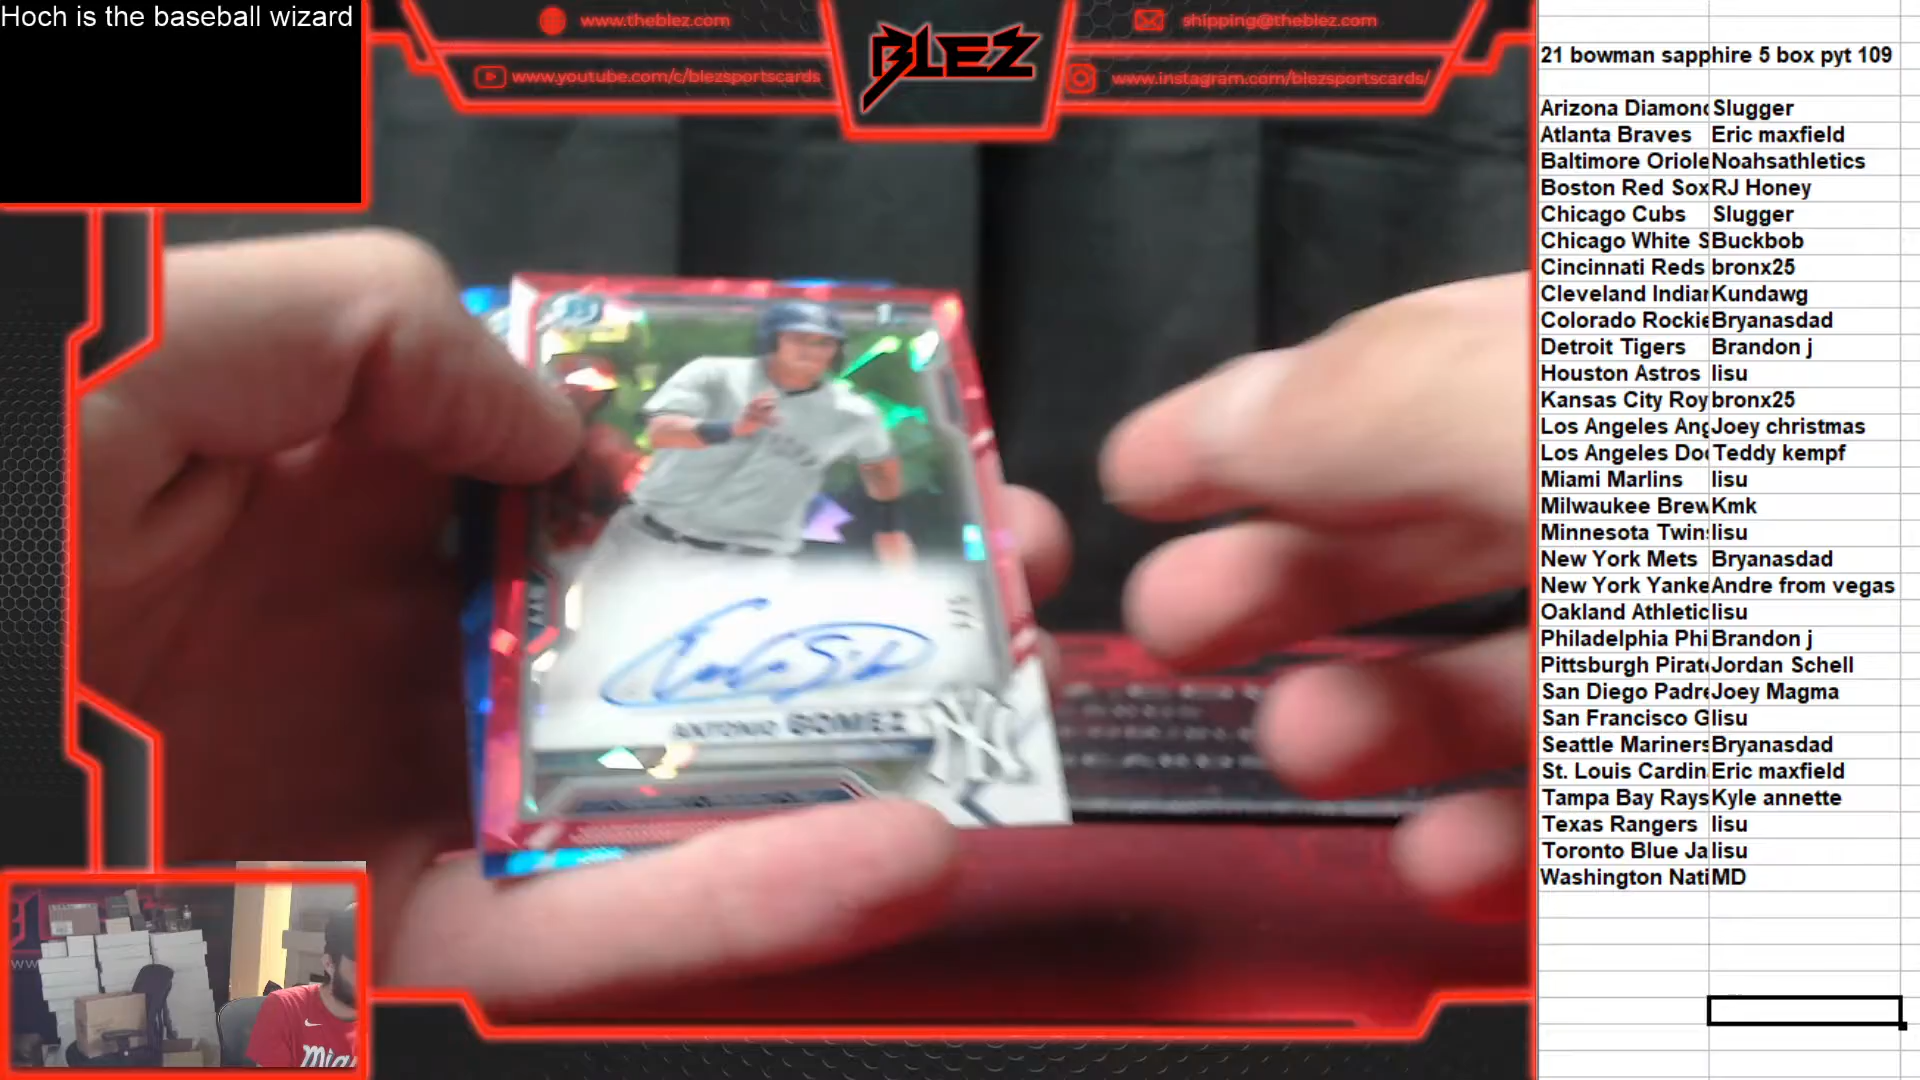 Hoch is the baseball wizard
www.theblez.com
shipping@theblez.com
BLEZ
www.youtube.com/c/blezsportscards
www.instagram.com/blezsportscards/
21 bowman sapphire 5 box pyt 109
Arizona Diamond Slugger
Atlanta Braves Eric maxfield
Baltimore Oriole Noahsathletics
Boston Red Sox RJ Honey
Chicago Cubs Slugger
Chicago White S Buckbob
Cincinnati Reds bronx25
Cleveland Indian Kundawg
Colorado Rockie Bryanasdad
Detroit Tigers Brandon j
Houston Astros lisu
Kansas City Roy bronx25
Los Angeles Ang Joey christmas
Los Angeles Dod Teddy kempf
Miami Marlins lisu
Milwaukee Brew Kmk
Minnesota Twins lisu
New York Mets Bryanasdad
New York Yanke Andre from vegas
Oakland Athletic lisu
Philadelphia Phi Brandon j
Pittsburgh Pirate Jordan Schell
San Diego Padre Joey Magma
San Francisco G lisu
Seattle Mariners Bryanasdad
St. Louis Cardin Eric maxfield
Tampa Bay Rays Kyle annette
Texas Rangers lisu
Toronto Blue Ja lisu
Washington Nati MD
ANTONIO GOMEZ
NY